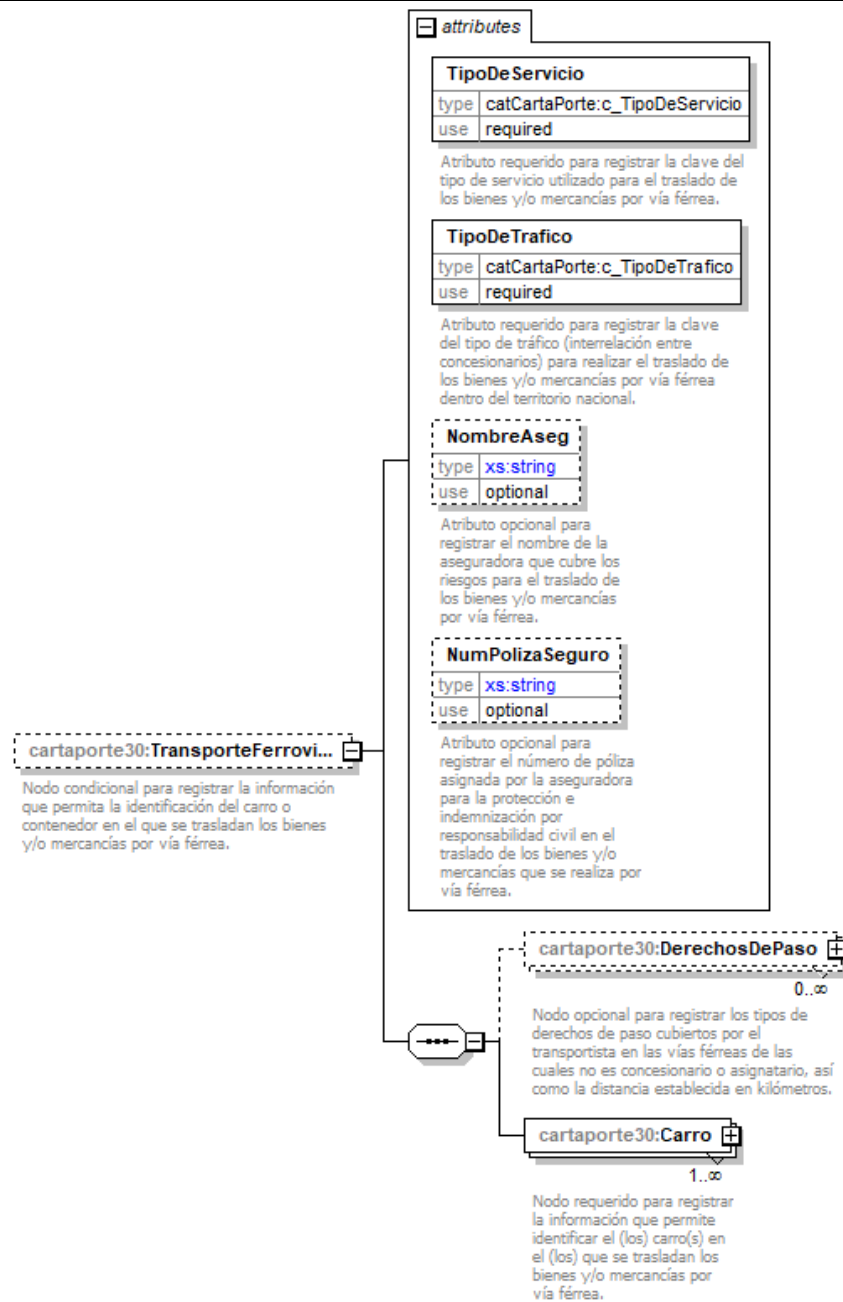 attributes
TipoDeServicio
type catCartaPorte:c_TipoDeServicio
use required
Atributo requerido para registrar la clave del
tipo de servicio utilizado para el traslado de
los bienes y/o mercancías por vía férrea.
TipoDeTrafico
type catCartaPorte:c_TipoDeTrafico
use required
Atributo requerido para registrar la clave
del tipo de tráfico (interrelación entre
concesionarios) para realizar el traslado de
los bienes y/o mercancías por vía férrea
dentro del territorio nacional.
NombreAseg
type xs:string
use optional
Atributo opcional para
registrar el nombre de la
aseguradora que cubre los
riesgos para el traslado de
los bienes y/o mercancías
por vía férrea.
NumPolizaSeguro
type xs:string
use optional
Atributo opcional para
registrar el número de póliza
asignada por la aseguradora
para la protección e
indemnización por
responsabilidad civil en el
traslado de los bienes y/o
mercancías que se realiza por
vía férrea.
cartaporte30:TransporteFerrovi...
Nodo condicional para registrar la información
que permita la identificación del carro o
contenedor en el que se trasladan los bienes
y/o mercancías por vía férrea.
cartaporte30:DerechosDePaso
0..∞
Nodo opcional para registrar los tipos de
derechos de paso cubiertos por el
transportista en las vías férreas de las
cuales no es concesionario o asignatario, así
como la distancia establecida en kilómetros.
cartaporte30:Carro
1..∞
Nodo requerido para registrar
la información que permite
identificar el (los) carro(s) en
el (los) que se trasladan los
bienes y/o mercancías por
vía férrea.